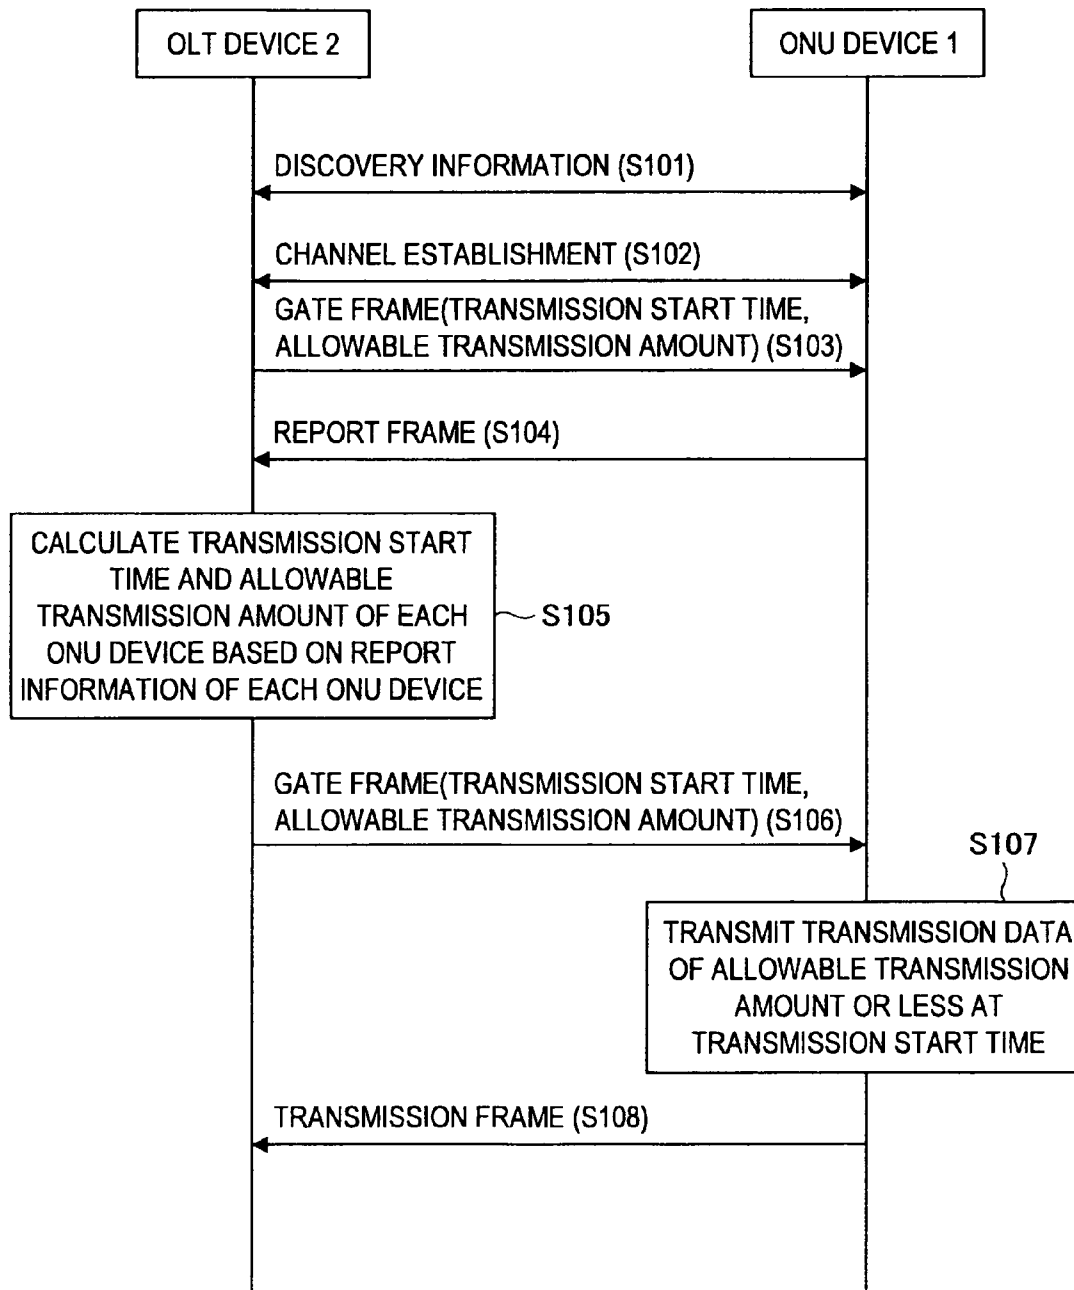 OLT DEVICE 2
ONU DEVICE 1
DISCOVERY INFORMATION (S101)
CHANNEL ESTABLISHMENT (S102)
GATE FRAME(TRANSMISSION START TIME,
ALLOWABLE TRANSMISSION AMOUNT) (S103)
REPORT FRAME (S104)
CALCULATE TRANSMISSION START
TIME AND ALLOWABLE
TRANSMISSION AMOUNT OF EACH
ONU DEVICE BASED ON REPORT
INFORMATION OF EACH ONU DEVICE
S105
GATE FRAME(TRANSMISSION START TIME,
ALLOWABLE TRANSMISSION AMOUNT) (S106)
S107
TRANSMIT TRANSMISSION DATA
OF ALLOWABLE TRANSMISSION
AMOUNT OR LESS AT
TRANSMISSION START TIME
TRANSMISSION FRAME (S108)